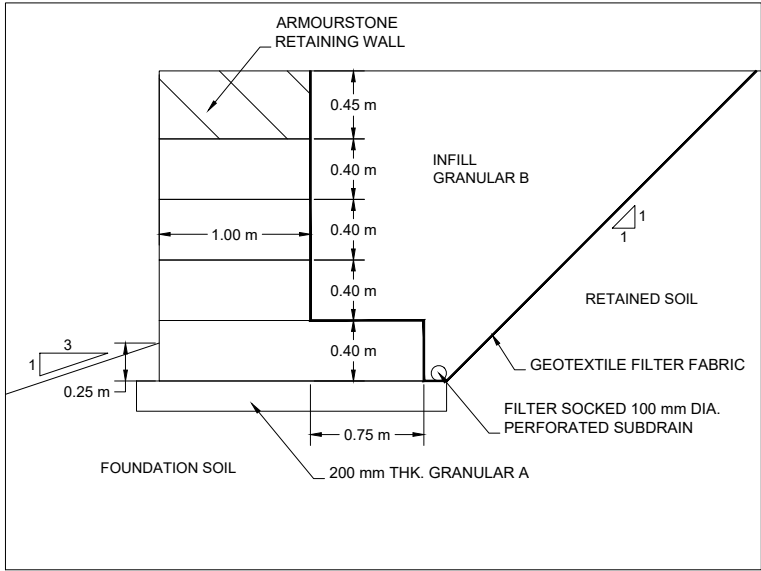 ARMOURSTONE
RETAINING WALL
0.45 m
INFILL
GRANULAR B
0.40 m
0.40 m
1.00 m
1
1
0.40 m
RETAINED SOIL
3
1
0.40 m
0.25 m
GEOTEXTILE FILTER FABRIC
FILTER SOCKED 100 mm DIA.
PERFORATED SUBDRAIN
0.75 m
FOUNDATION SOIL
200 mm THK. GRANULAR A